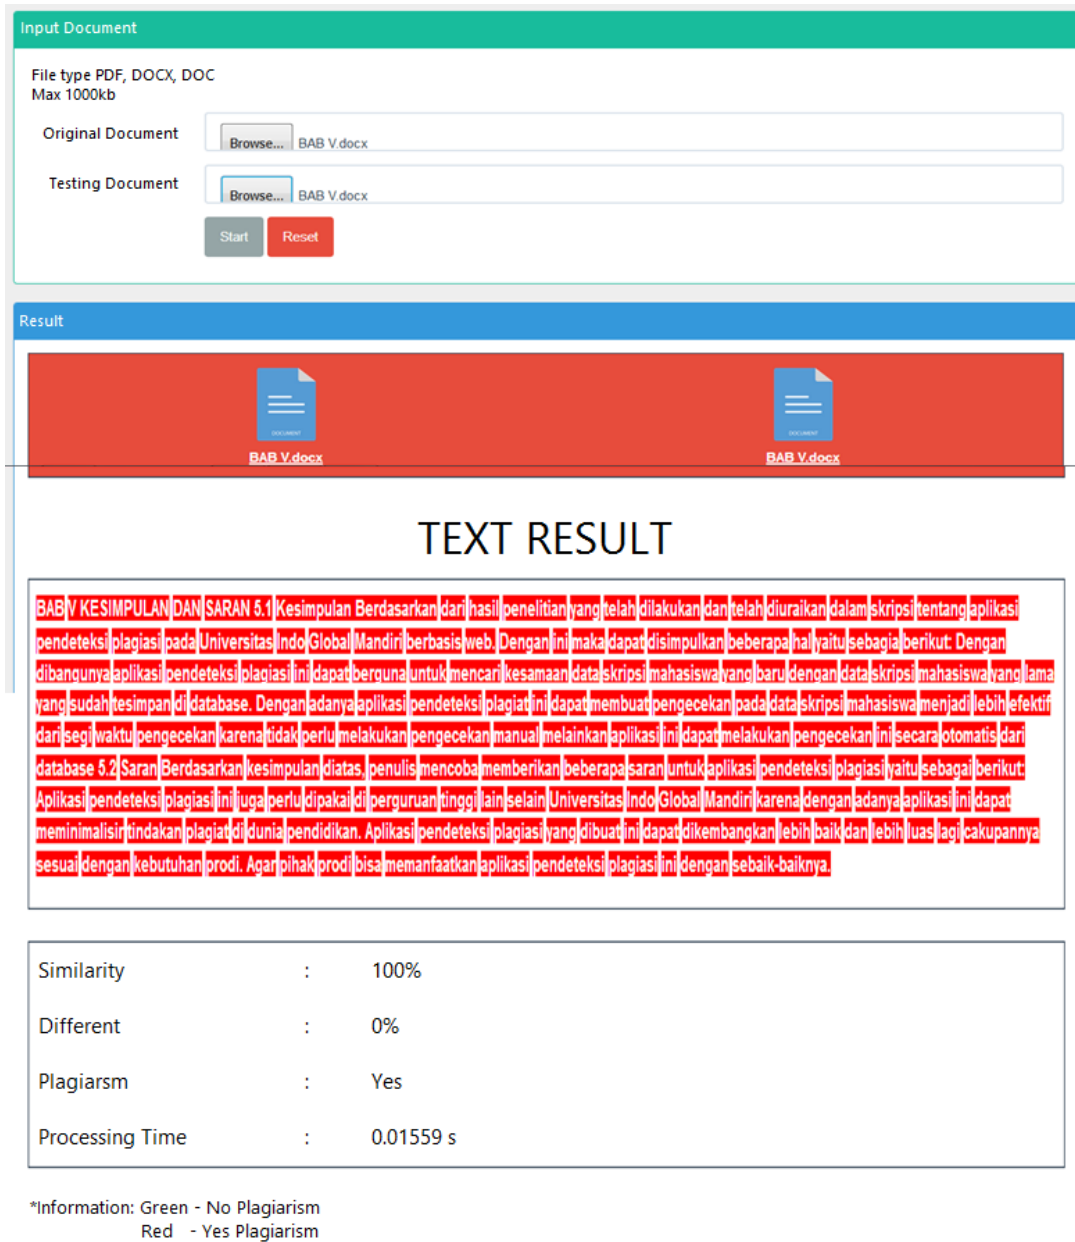 Input Document
File type PDF, DOCX, DOC
Max 1000kb
Original Document Browse... BAB V.docx
Testing Document Browse... BAB V.docx
Start Reset
Result
DOCUMENT DOCUMENT
BAB V.docx BAB V.docx
TEXT RESULT
BAB V KESIMPULAN DAN SARAN 5.1 Kesimpulan Berdasarkan dari hasil penelitian yang telah dilakukan dan telah diuraikan dalam skripsi tentang aplikasi
pendeteksi plagiasi pada Universitas Indo Global Mandiri berbasis web. Dengan ini maka dapat disimpulkan beberapa hal yaitu sebagia berikut: Dengan
dibangunya aplikasi pendeteksi plagiasi ini dapat berguna untuk mencari kesamaan data skripsi mahasiswa yang baru dengan data skripsi mahasiswa yang lama
yang sudah tesimpan di database. Dengan adanya aplikasi pendeteksi plagiat ini dapat membuat pengecekan pada data skripsi mahasiswa menjadi lebih efektif
dari segi waktu pengecekan karena tidak perlu melakukan pengecekan manual melainkan aplikasi ini dapat melakukan pengecekan ini secara otomatis dari
database 5.2 Saran Berdasarkan kesimpulan diatas, penulis mencoba memberikan beberapa saran untuk aplikasi pendeteksi plagiasi yaitu sebagai berikut:
Aplikasi pendeteksi plagiasi ini juga perlu dipakai di perguruan tinggi lain selain Universitas Indo Global Mandiri karena dengan adanya aplikasi ini dapat
meminimalisir tindakan plagiat di dunia pendidikan. Aplikasi pendeteksi plagiasi yang dibuat ini dapat dikembangkan lebih baik dan lebih luas lagi cakupannya
sesuai dengan kebutuhan prodi. Agar pihak prodi bisa memanfaatkan aplikasi pendeteksi plagiasi ini dengan sebaik-baiknya.
Similarity : 100%
Different : 0%
Plagiarsm : Yes
Processing Time : 0.01559 s
*Information: Green - No Plagiarism
Red - Yes Plagiarism